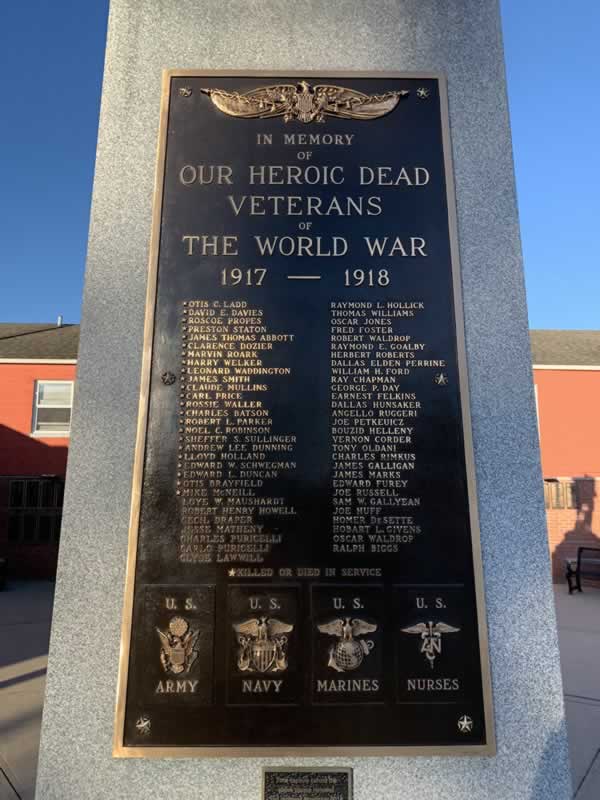 IN MEMORY
OF
OUR HEROIC DEAD
VETERANS
OF
THE WORLD WAR
1917 — 1918
★OTIS C. LADD
★DAVID E. DAVIES
★ROSCOE PROPES
★PRESTON STATON
★JAMES THOMAS ABBOTT
★CLARENCE DOZIER
★MARVIN ROARK
★HARRY WELKER
★LEONARD WADDINGTON
★JAMES SMITH
★CLAUDE MULLINS
★CARL PRICE
★ROSSIE WALLER
★CHARLES BATSON
★ROBERT L. PARKER
★NOEL C. ROBINSON
★SHEFFER S. SULLINGER
★ANDREW LEE DUNNING
★LLOYD HOLLAND
★EDWARD W. SCHWEGMAN
★EDWARD L. DUNCAN
★OTIS BRAYFIELD
★MIKE McNEILL
LOYE W. MAUSHARDT
ROBERT HENRY HOWELL
CECIL DRAPER
JESSE MATHENY
CHARLES PURICELLI
CARLO PURICELLI
CLYDE LAWWILL
RAYMOND L. HOLLICK
THOMAS WILLIAMS
OSCAR JONES
FRED FOSTER
ROBERT WALDROP
RAYMOND E. GOALBY
HERBERT ROBERTS
DALLAS ELDEN PERRINE
WILLIAM H. FORD
RAY CHAPMAN
GEORGE P. DAY
EARNEST FELKINS
DALLAS HUNSAKER
ANGELLO RUGGERI
JOE PETKEUICZ
BOUZID HELLENY
VERNON CORDER
TONY OLDANI
CHARLES RIMKUS
JAMES GALLIGAN
JAMES MARKS
EDWARD FUREY
JOE RUSSELL
SAM W. GALLYEAN
JOE HUFF
HOMER DeSETTE
HOBART L. GIVENS
OSCAR WALDROP
RALPH BIGGS
★KILLED OR DIED IN SERVICE
U. S.
ARMY
U. S.
NAVY
U. S.
MARINES
U. S.
NURSES
Time capsule behind the